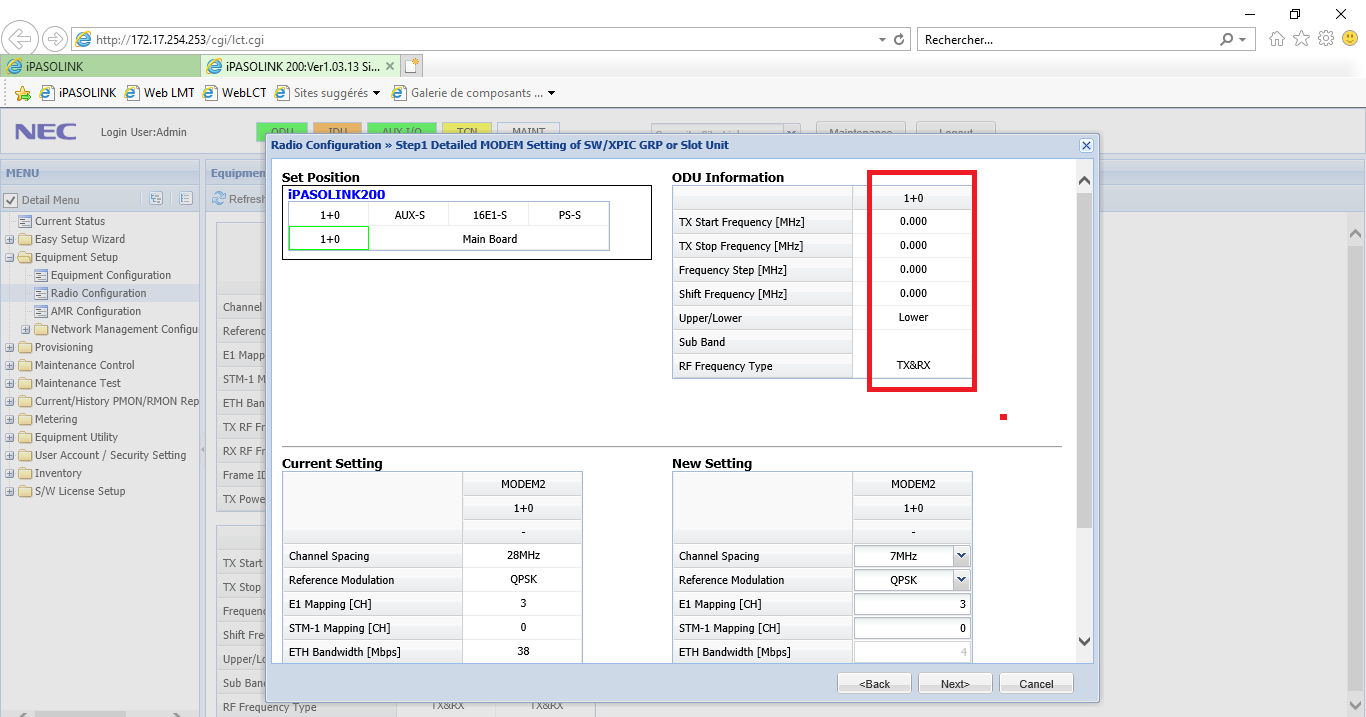 http://172.17.254.253/cgi/lct.cgi
Rechercher...
iPASOLINK
iPASOLINK 200:Ver1.03.13 Si...
iPASOLINK
Web LMT
WebLCT
Sites suggérés
Galerie de composants ...
NEC
Login User:Admin
ODU
IDU
AUX I/O
TCN
MAINT
Maintenance
Logout
Radio Configuration » Step1 Detailed MODEM Setting of SW/XPIC GRP or Slot Unit
MENU
Detail Menu
Current Status
Easy Setup Wizard
Equipment Setup
Equipment Configuration
Radio Configuration
AMR Configuration
Network Management Configu
Provisioning
Maintenance Control
Maintenance Test
Current/History PMON/RMON Rep
Metering
Equipment Utility
User Account / Security Setting
Inventory
S/W License Setup
Equipmen
Refresh
Channel
Referenc
E1 Mapp
STM-1 M
ETH Ban
TX RF Fr
RX RF Fr
Frame ID
TX Powe
TX Start
TX Stop
Frequenc
Shift Fre
Upper/Lo
Sub Band
RF Frequency Type
TX&RX
TX&RX
Set Position
iPASOLINK200
1+0 AUX-S 16E1-S PS-S
1+0 Main Board
ODU Information
1+0
TX Start Frequency [MHz] 0.000
TX Stop Frequency [MHz] 0.000
Frequency Step [MHz] 0.000
Shift Frequency [MHz] 0.000
Upper/Lower Lower
Sub Band
RF Frequency Type TX&RX
Current Setting
MODEM2
1+0
-
Channel Spacing 28MHz
Reference Modulation QPSK
E1 Mapping [CH] 3
STM-1 Mapping [CH] 0
ETH Bandwidth [Mbps] 38
New Setting
MODEM2
1+0
-
Channel Spacing 7MHz
Reference Modulation QPSK
E1 Mapping [CH] 3
STM-1 Mapping [CH] 0
ETH Bandwidth [Mbps] 4
<Back
Next>
Cancel